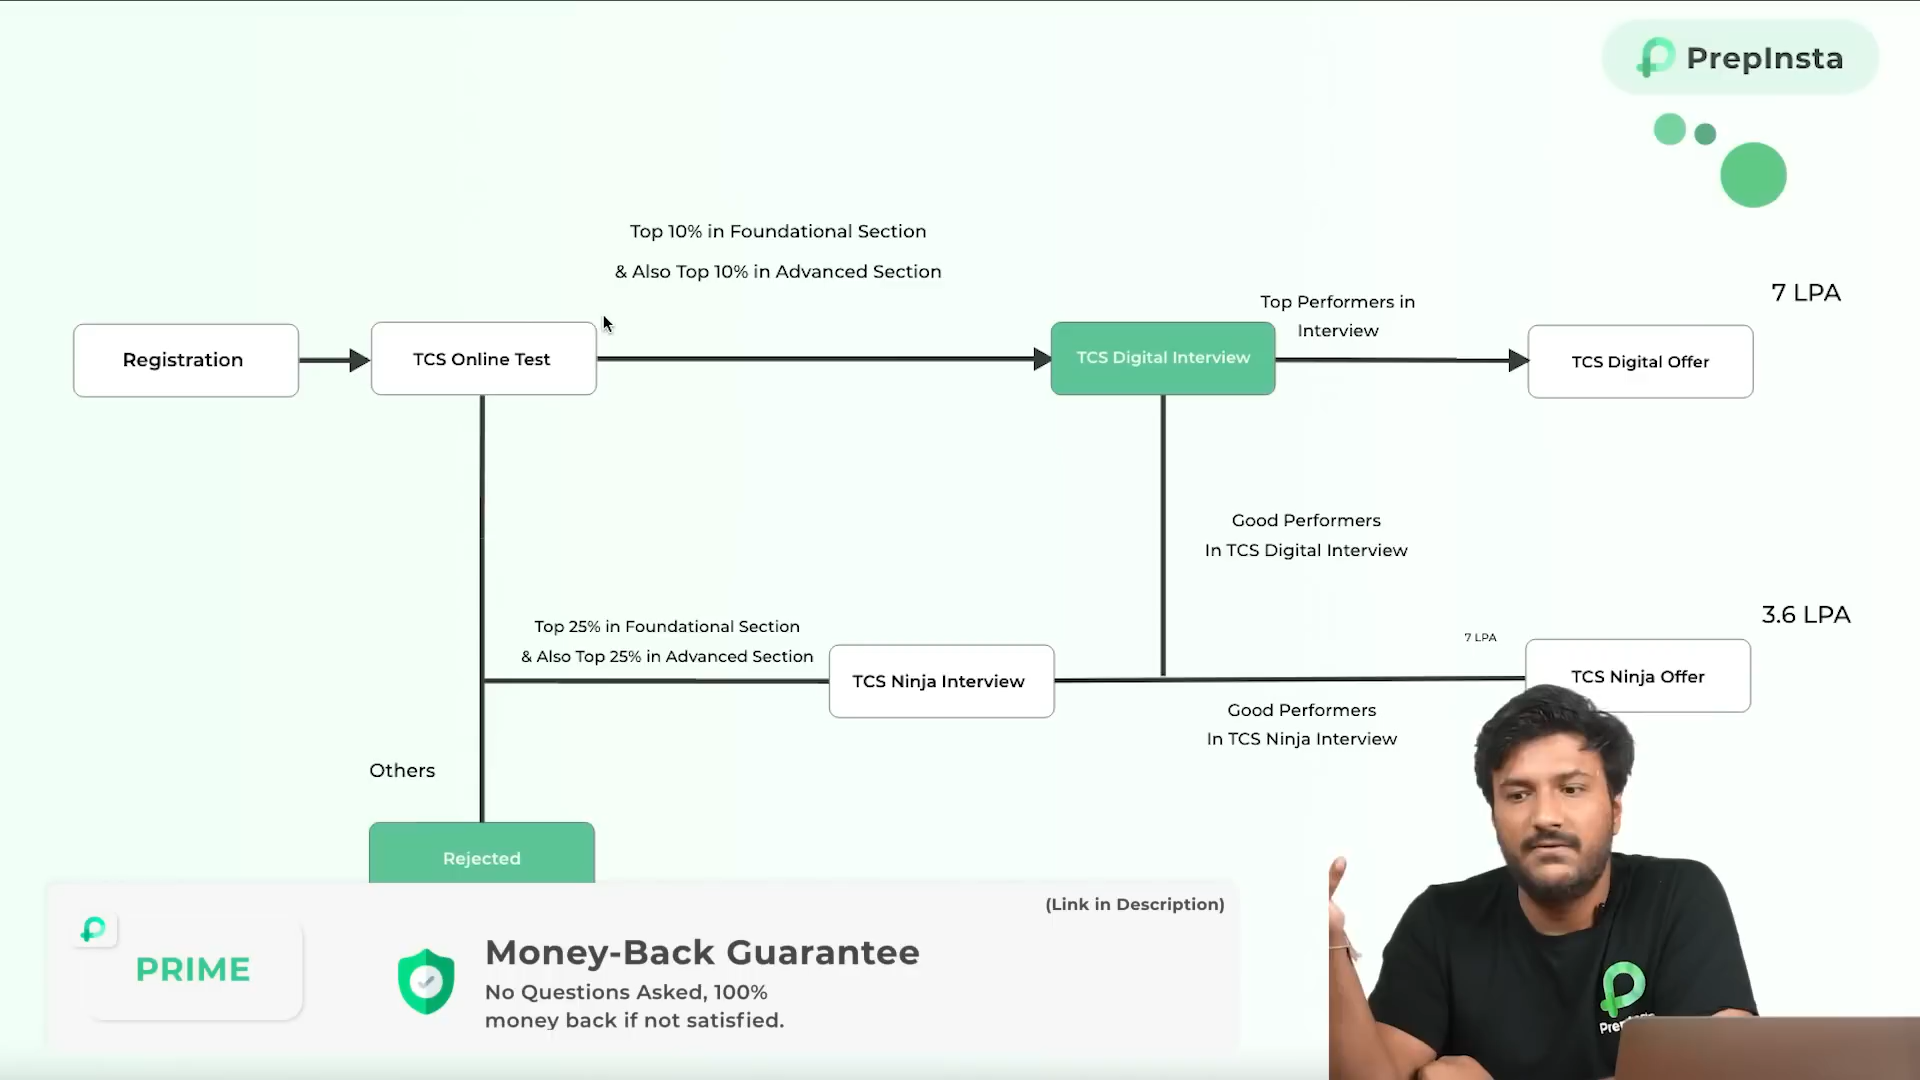 PrepInsta
Top 10% in Foundational Section
& Also Top 10% in Advanced Section
7 LPA
Top Performers in
Interview
Registration
TCS Online Test
TCS Digital Interview
TCS Digital Offer
Good Performers
In TCS Digital Interview
3.6 LPA
Top 25% in Foundational Section
& Also Top 25% in Advanced Section
7 LPA
TCS Ninja Interview
TCS Ninja Offer
Good Performers
In TCS Ninja Interview
Others
Rejected
(Link in Description)
PRIME
Money-Back Guarantee
No Questions Asked, 100%
money back if not satisfied.